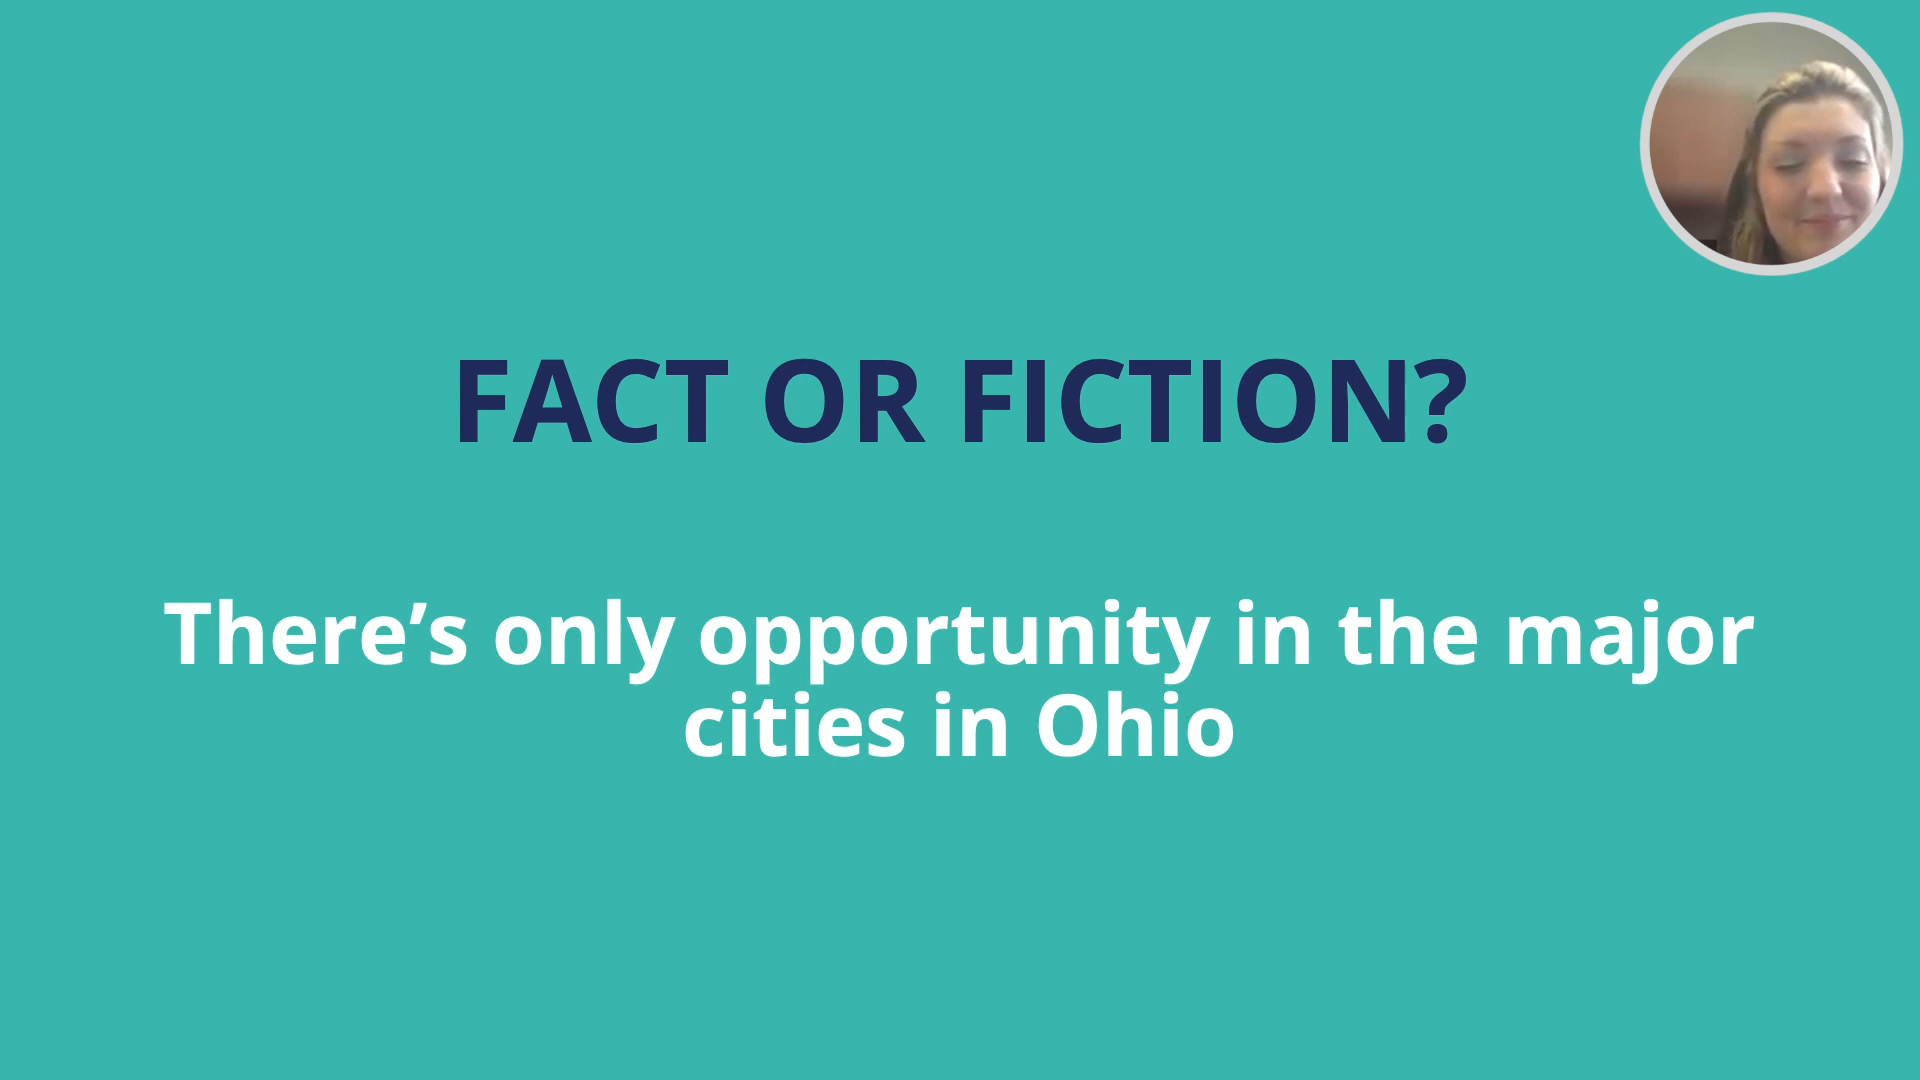 FACT OR FICTION?
There’s only opportunity in the major
cities in Ohio